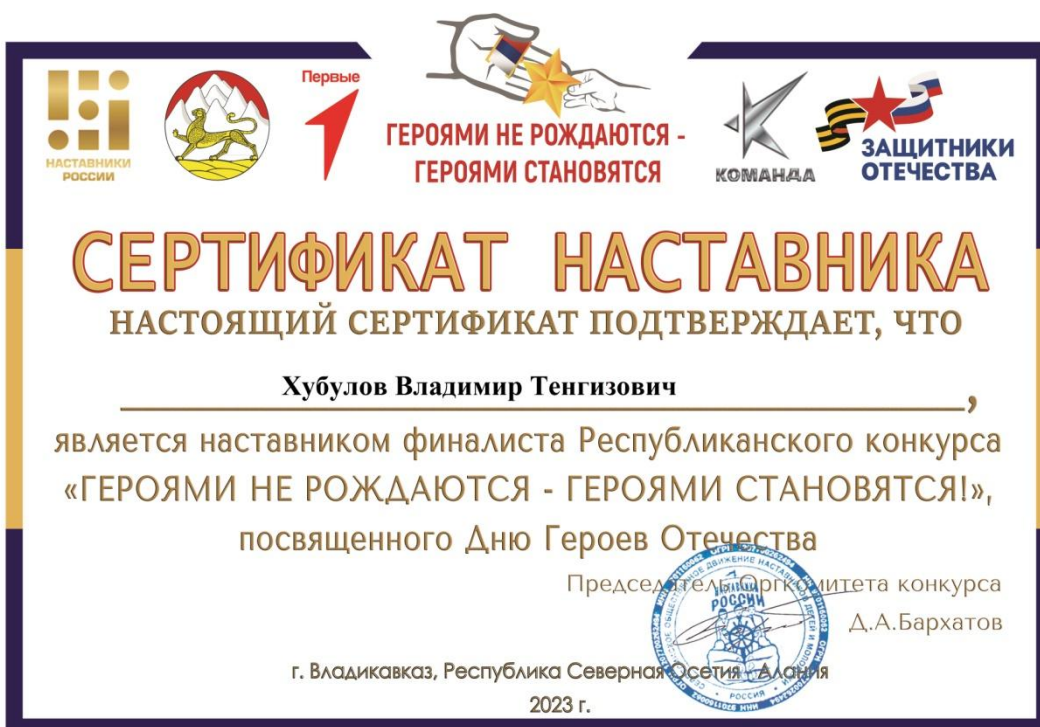 Первые
НАСТАВНИКИ
РОССИИ
ГЕРОЯМИ НЕ РОЖДАЮТСЯ -
ГЕРОЯМИ СТАНОВЯТСЯ
КОМАНДА
ЗАЩИТНИКИ
ОТЕЧЕСТВА
СЕРТИФИКАТ НАСТАВНИКА
НАСТОЯЩИЙ СЕРТИФИКАТ ПОДТВЕРЖДАЕТ, ЧТО
Хубулов Владимир Тенгизович
,
является наставником финалиста Республиканского конкурса
«ГЕРОЯМИ НЕ РОЖДАЮТСЯ - ГЕРОЯМИ СТАНОВЯТСЯ!»,
посвященного Дню Героев Отечества
Председатель Оргкомитета конкурса
Д.А.Бархатов
РОССИИ
г. Владикавказ, Республика Северная Осетия - Алания
РОССИЯ
2023 г.